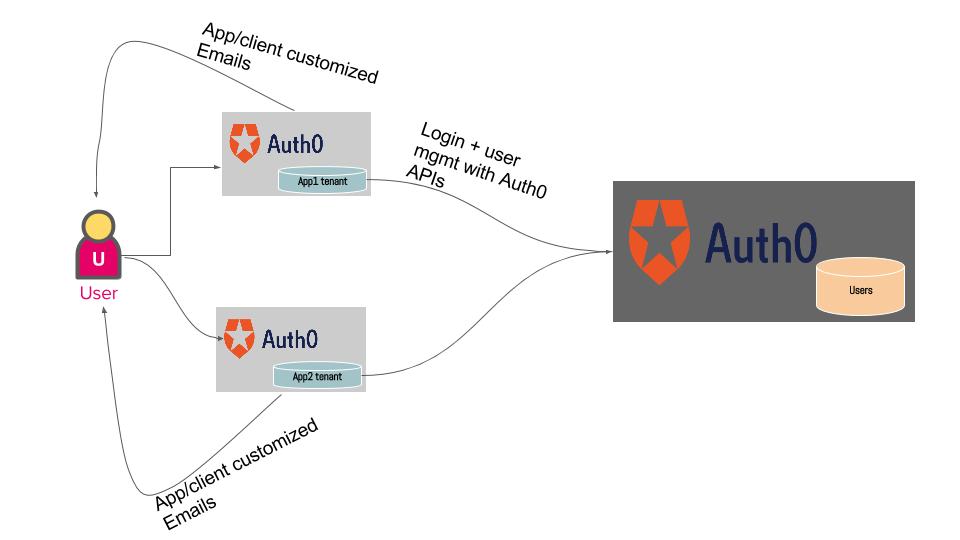 App/client customized
Emails
Auth0
App1 tenant
Login + user
mgmt with Auth0
APIs
Auth0
Users
U
User
Auth0
App2 tenant
App/client customized
Emails